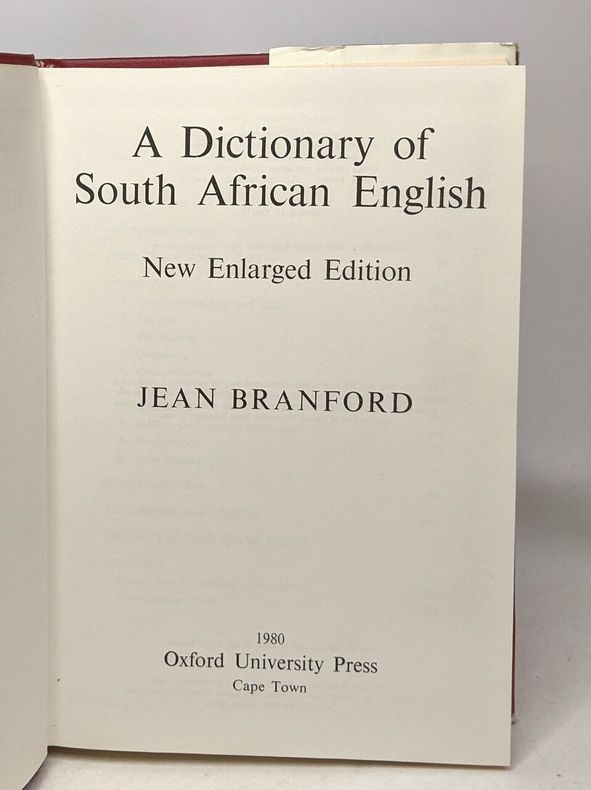 A Dictionary of
South African English
New Enlarged Edition
JEAN BRANFORD
1980
Oxford University Press
Cape Town